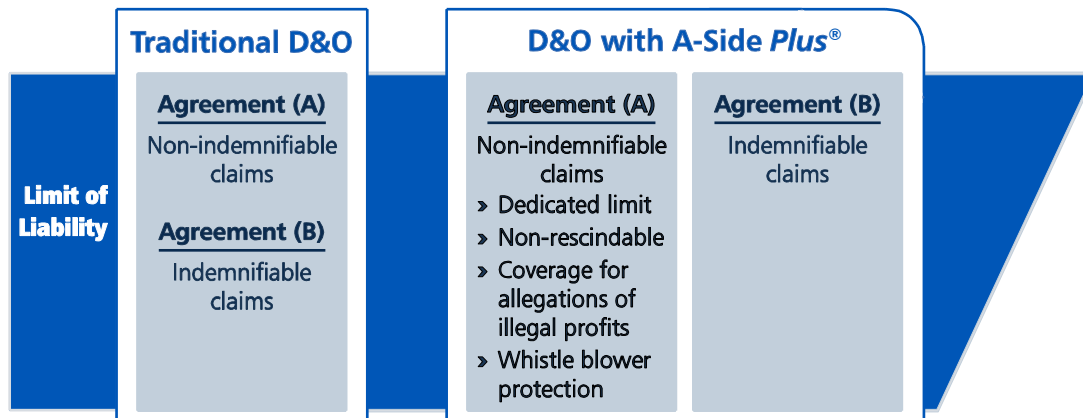 Limit of
Liability
Traditional D&O
Agreement (A)
Non-indemnifiable
claims
Agreement (B)
Indemnifiable
claims
D&O with A-Side Plus®
Agreement (A)
Non-indemnifiable
claims
» Dedicated limit
» Non-rescindable
» Coverage for
allegations of
illegal profits
» Whistle blower
protection
Agreement (B)
Indemnifiable
claims